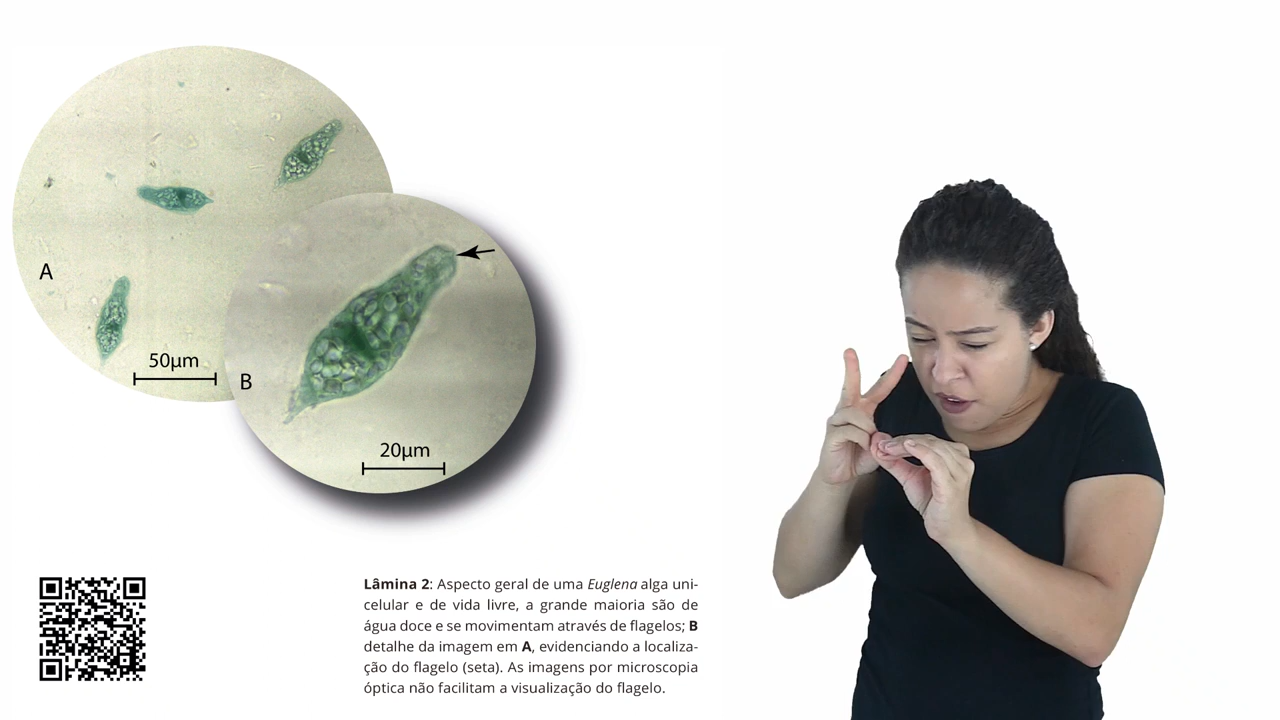 A
50µm
B
20µm
Lâmina 2: Aspecto geral de uma Euglena alga uni-
celular e de vida livre, a grande maioria são de
água doce e se movimentam através de flagelos; B
detalhe da imagem em A, evidenciando a localiza-
ção do flagelo (seta). As imagens por microscopia
óptica não facilitam a visualização do flagelo.